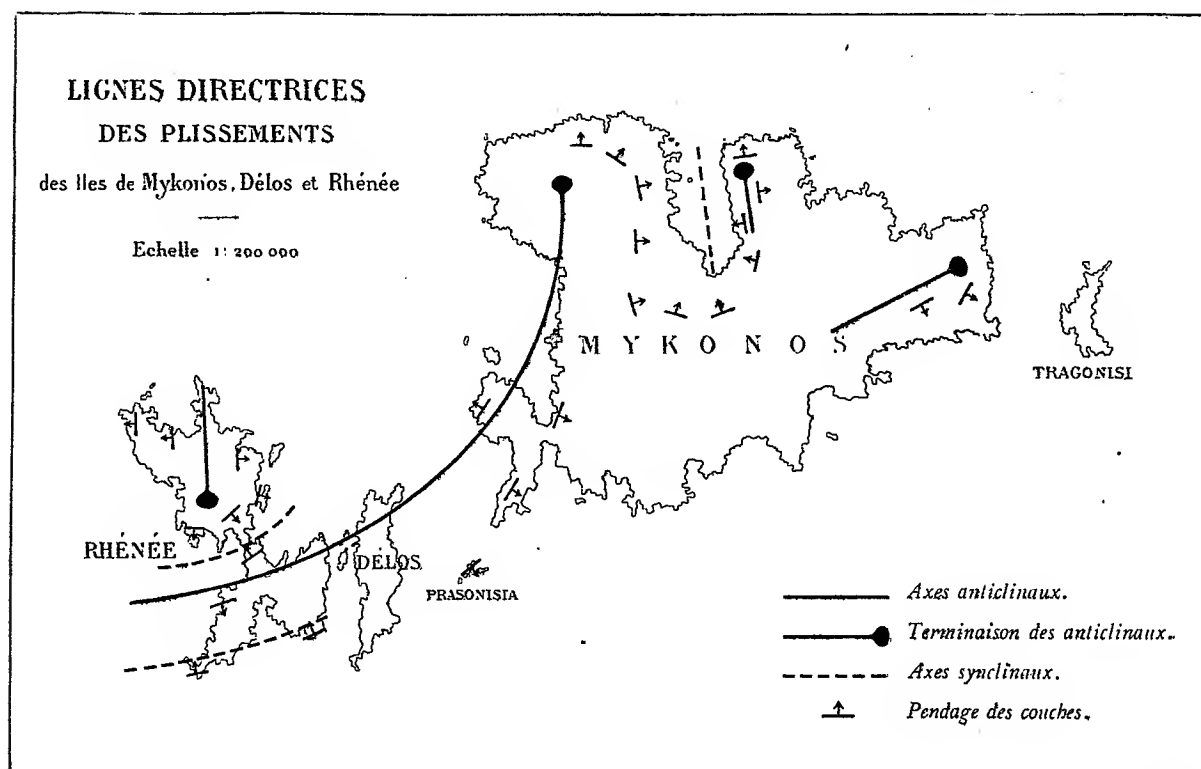 LIGNES DIRECTRICES
DES PLISSEMENTS
des Iles de Mykonos, Délos et Rhénée
Echelle 1: 200 000
MYKONOS
TRAGONISI
RHÉNÉE
DÉLOS
PRASONISIA
Axes anticlinaux.
Terminaison des anticlinaux.
Axes synclinaux.
Pendage des couches.